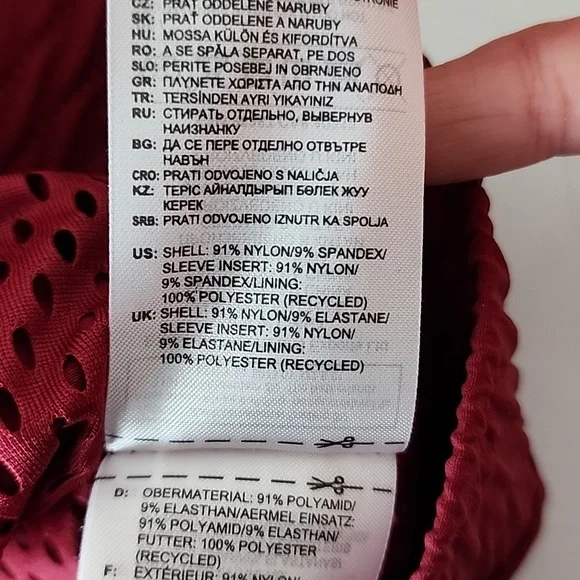 CZ: PRÁT ODDĚLENĚ NARUBY
SK: PRAŤ ODDELENE A NARUBY
HU: MOSSA KÜLÖN ÉS KIFORDÍTVA
RO: A SE SPĂLA SEPARAT, PE DOS
SLO: PERITE POSEBEJ IN OBRNJENO
GR: ΠΛΥΝΕΤΕ ΧΩΡΙΣΤΑ ΑΠΟ ΤΗΝ ΑΝΑΠΟΔΗ
TR: TERSİNDEN AYRI YIKAYINIZ
RU: СТИРАТЬ ОТДЕЛЬНО, ВЫВЕРНУВ
НАИЗНАНКУ
BG: ДА СЕ ПЕРЕ ОТДЕЛНО ОТВЪТРЕ
НАВЪН
CRO: PRATI ODVOJENO S NALIČJA
KZ: ТЕРІС АЙНАЛДЫРЫП БӨЛЕК ЖУУ
КЕРЕК
SRB: PRATI ODVOJENO IZNUTR KA SPOLJA
US: SHELL: 91% NYLON/9% SPANDEX/
SLEEVE INSERT: 91% NYLON/
9% SPANDEX/LINING:
100% POLYESTER (RECYCLED)
UK: SHELL: 91% NYLON/9% ELASTANE/
SLEEVE INSERT: 91% NYLON/
9% ELASTANE/LINING:
100% POLYESTER (RECYCLED)
D: OBERMATERIAL: 91% POLYAMID/
9% ELASTHAN/AERMEL EINSATZ:
91% POLYAMID/9% ELASTHAN/
FUTTER: 100% POLYESTER
(RECYCLED)
F: EXTÉRIEUR: 91% NYLON/